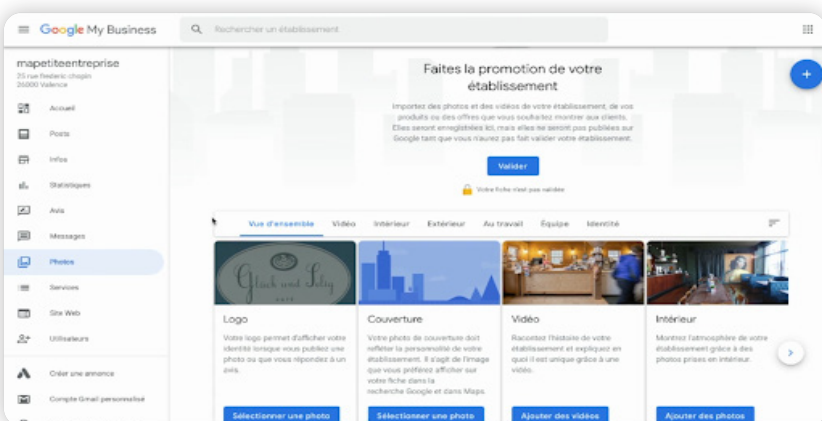 Google My Business
Rechercher un établissement
mapetiteentreprise
25 rue frederic chopin
26000 Valence
Accueil
Posts
Infos
Statistiques
Avis
Messages
Photos
Services
Site Web
Utilisateurs
Créer une annonce
Compte Gmail personnalisé
Faites la promotion de votre
établissement
Importez des photos et des vidéos de votre établissement, de vos
produits ou des offres que vous souhaitez montrer aux clients.
Elles seront enregistrées ici, mais elles ne seront pas publiées sur
Google tant que vous n'aurez pas fait valider votre établissement.
Valider
Votre fiche n'est pas validée
Vue d'ensemble Vidéo Intérieur Extérieur Au travail Équipe Identité
Glück und Selig
CAFE
Logo
Votre logo permet d'afficher votre
identité lorsque vous publiez une
photo ou que vous répondez à un
avis.
Sélectionner une photo
Couverture
Votre photo de couverture doit
refléter la personnalité de votre
établissement. Il s'agit de l'image
que vous préférez afficher sur
votre fiche dans la
recherche Google et dans Maps.
Sélectionner une photo
Vidéo
Racontez l'histoire de votre
établissement et expliquez en
quoi il est unique grâce à une
vidéo.
Ajouter des vidéos
Intérieur
Montrez l'atmosphère de votre
établissement grâce à des
photos prises en intérieur.
Ajouter des photos